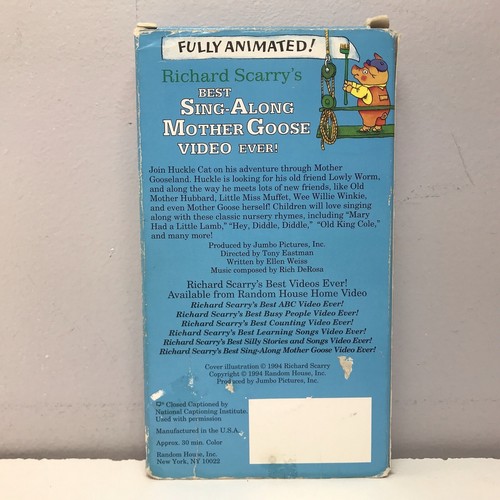 FULLY ANIMATED!
Richard Scarry's
BEST
SING-ALONG
MOTHER GOOSE
VIDEO EVER!
Join Huckle Cat on his adventure through Mother
Gooseland. Huckle is looking for his old friend Lowly Worm,
and along the way he meets lots of new friends, like Old
Mother Hubbard, Little Miss Muffet, Wee Willie Winkie,
and even Mother Goose herself! Children will love singing
along with these classic nursery rhymes, including "Mary
Had a Little Lamb," "Hey, Diddle, Diddle," "Old King Cole,"
and many more!
Produced by Jumbo Pictures, Inc.
Directed by Tony Eastman
Written by Ellen Weiss
Music composed by Rich DeRosa
Richard Scarry's Best Videos Ever!
Available from Random House Home Video
Richard Scarry's Best ABC Video Ever!
Richard Scarry's Best Busy People Video Ever!
Richard Scarry's Best Counting Video Ever!
Richard Scarry's Best Learning Songs Video Ever!
Richard Scarry's Best Silly Stories and Songs Video Ever!
Richard Scarry's Best Sing-Along Mother Goose Video Ever!
Cover illustration © 1994 Richard Scarry
Copyright © 1994 Random House, Inc.
Produced by Jumbo Pictures, Inc.
Closed Captioned by
National Captioning Institute.
Used with permission
Manufactured in the U.S.A.
Approx. 30 min. Color
Random House, Inc.
New York, NY 10022